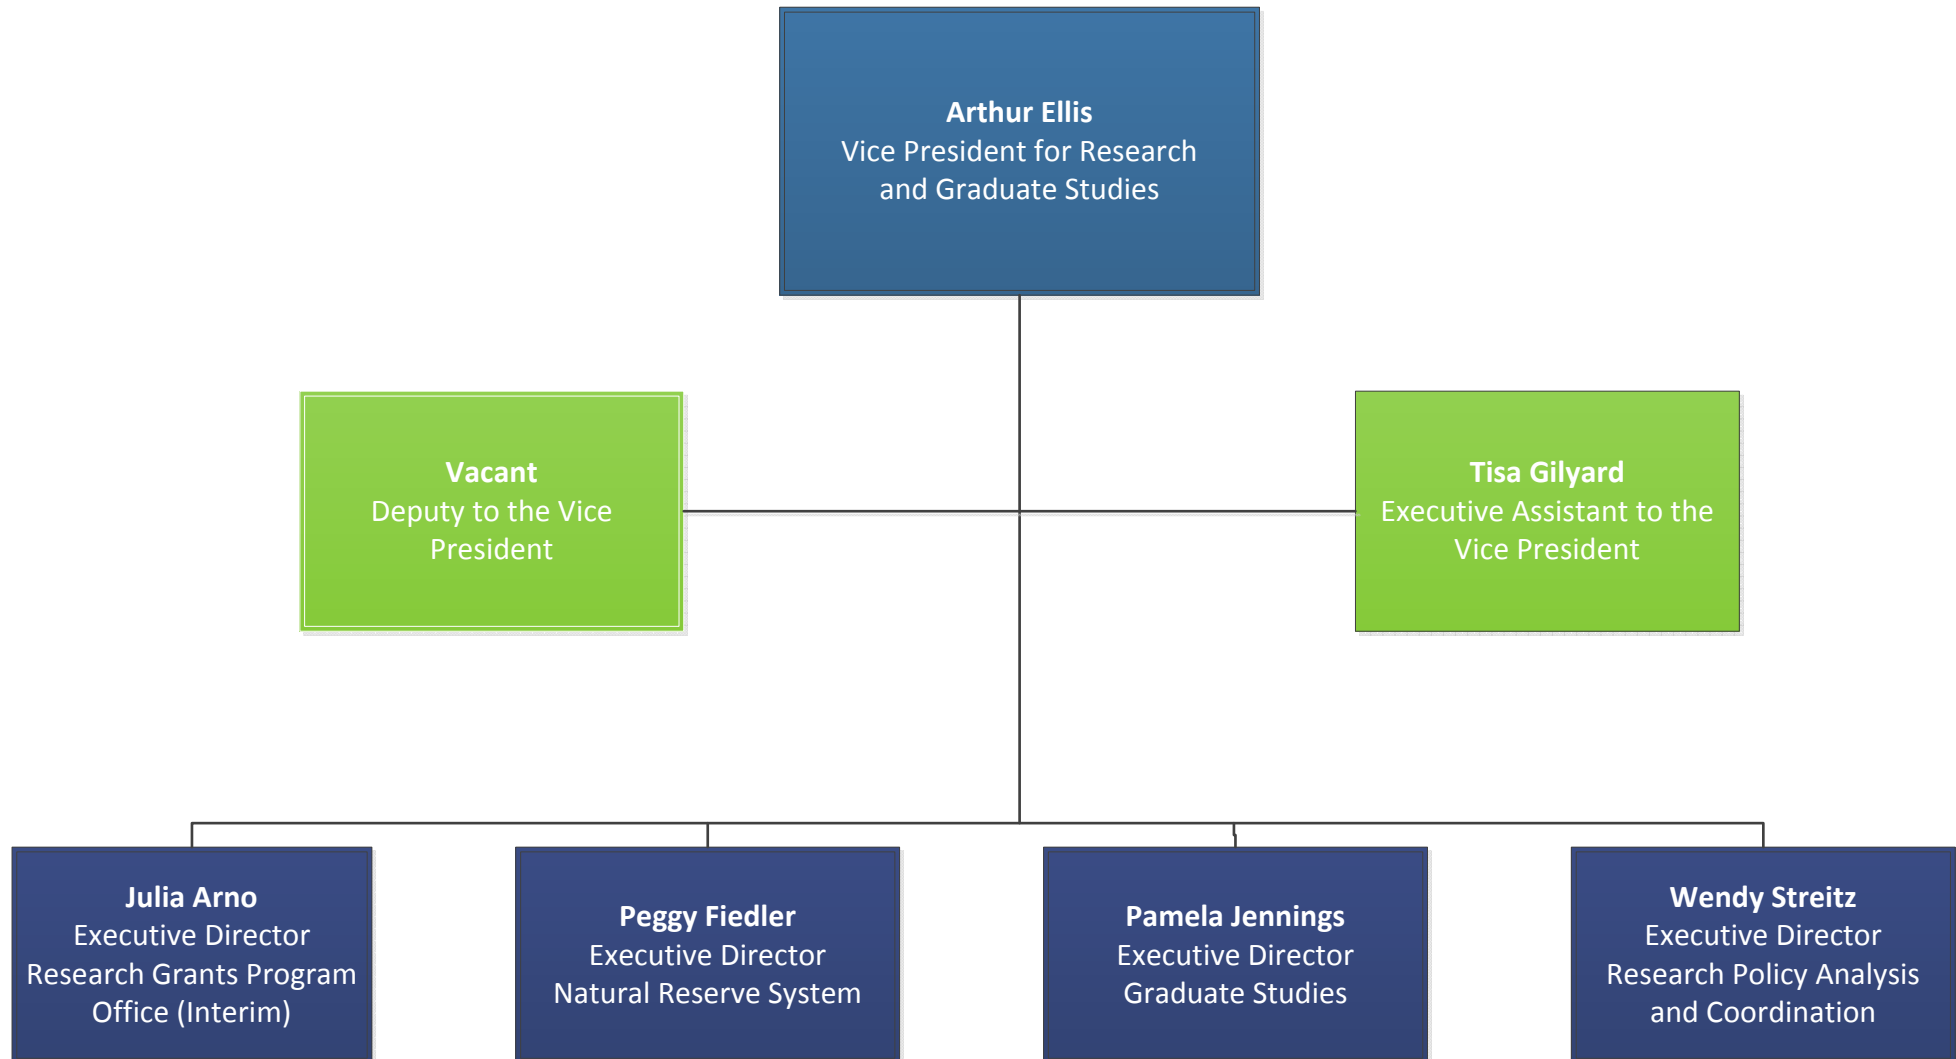 Arthur Ellis
Vice President for Research
and Graduate Studies
Vacant
Deputy to the Vice
President
Tisa Gilyard
Executive Assistant to the
Vice President
Julia Arno
Executive Director
Research Grants Program
Office (Interim)
Peggy Fiedler
Executive Director
Natural Reserve System
Pamela Jennings
Executive Director
Graduate Studies
Wendy Streitz
Executive Director
Research Policy Analysis
and Coordination